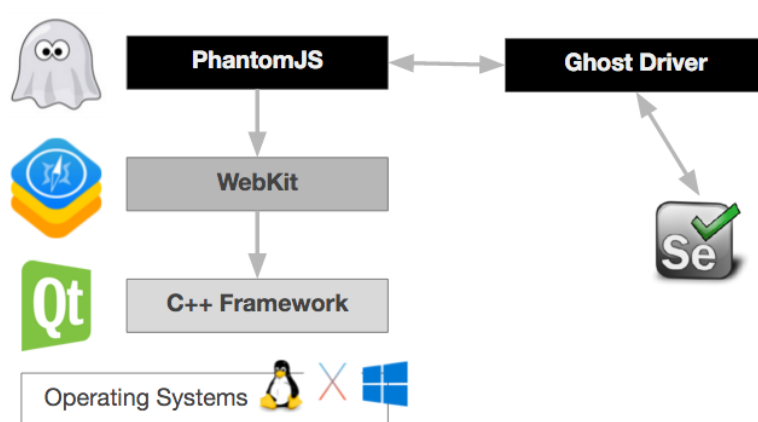 PhantomJS
Ghost Driver
WebKit
Se
Qt
C++ Framework
Operating Systems X